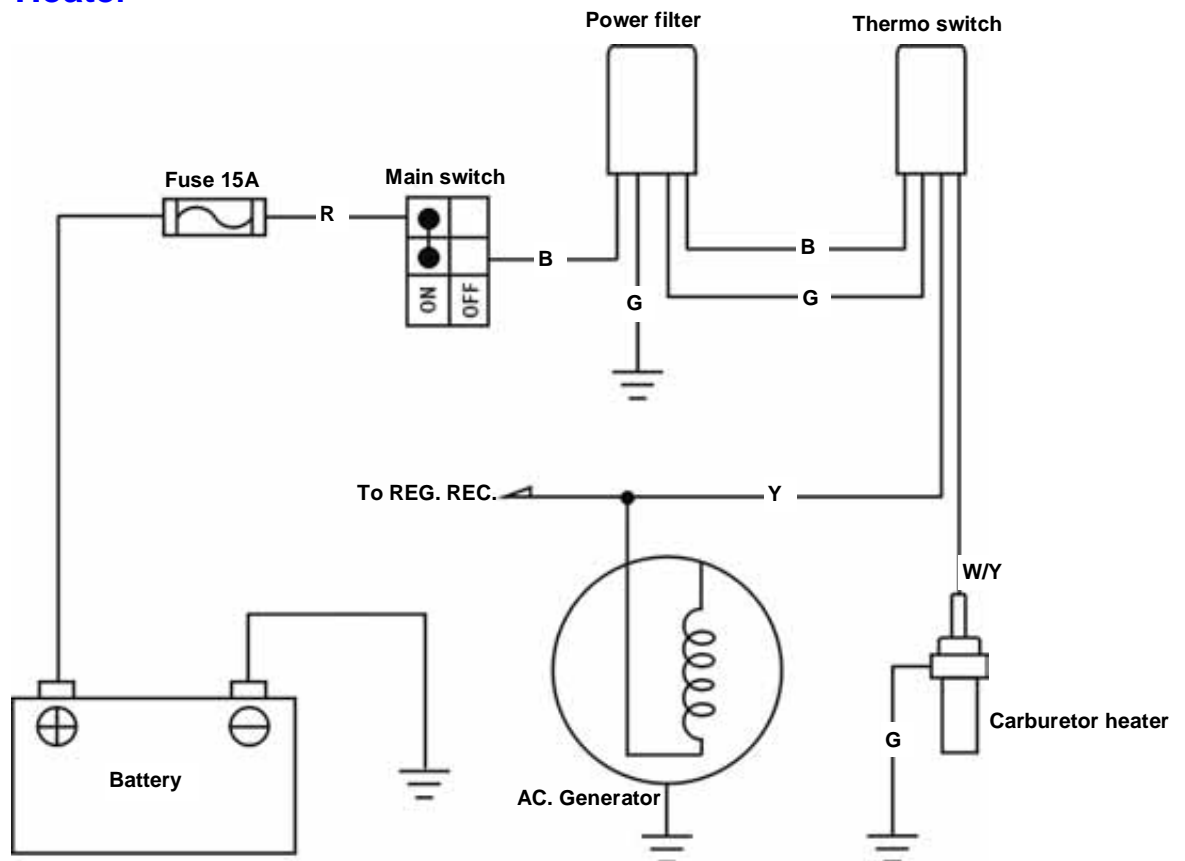 Heater
Power filter
Thermo switch
Fuse 15A
Main switch
R
B
B
G
G
ON
OFF
To REG. REC.
Y
W/Y
Carburetor heater
G
Battery
AC. Generator